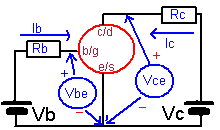 Ib
Rb
c/d
b/g
e/s
Rc
Ic
+
+
Vbe
Vce
−
−
Vb
Vc